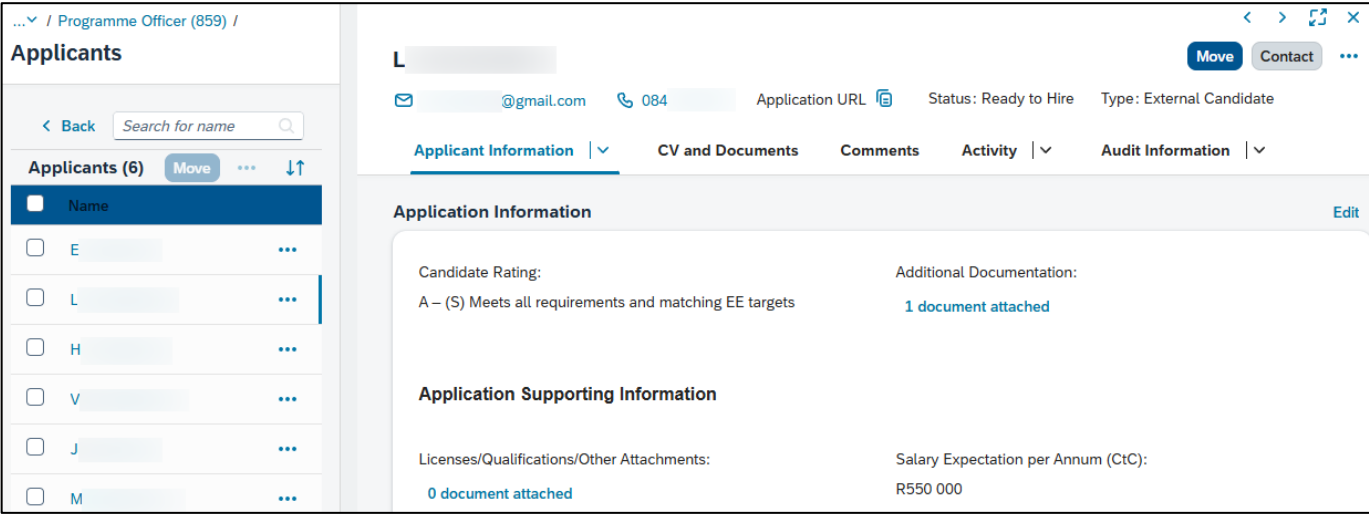 ... / Programme Officer (859) /
Applicants
Back
Search for name
Applicants (6) Move ...
Name
E ...
L ...
H ...
V ...
J ...
M ...
L
Move Contact ...
@gmail.com 084 Application URL Status: Ready to Hire Type: External Candidate
Applicant Information CV and Documents Comments Activity Audit Information
Application Information Edit
Candidate Rating: Additional Documentation:
A – (S) Meets all requirements and matching EE targets 1 document attached
Application Supporting Information
Licenses/Qualifications/Other Attachments: Salary Expectation per Annum (CtC):
0 document attached R550 000